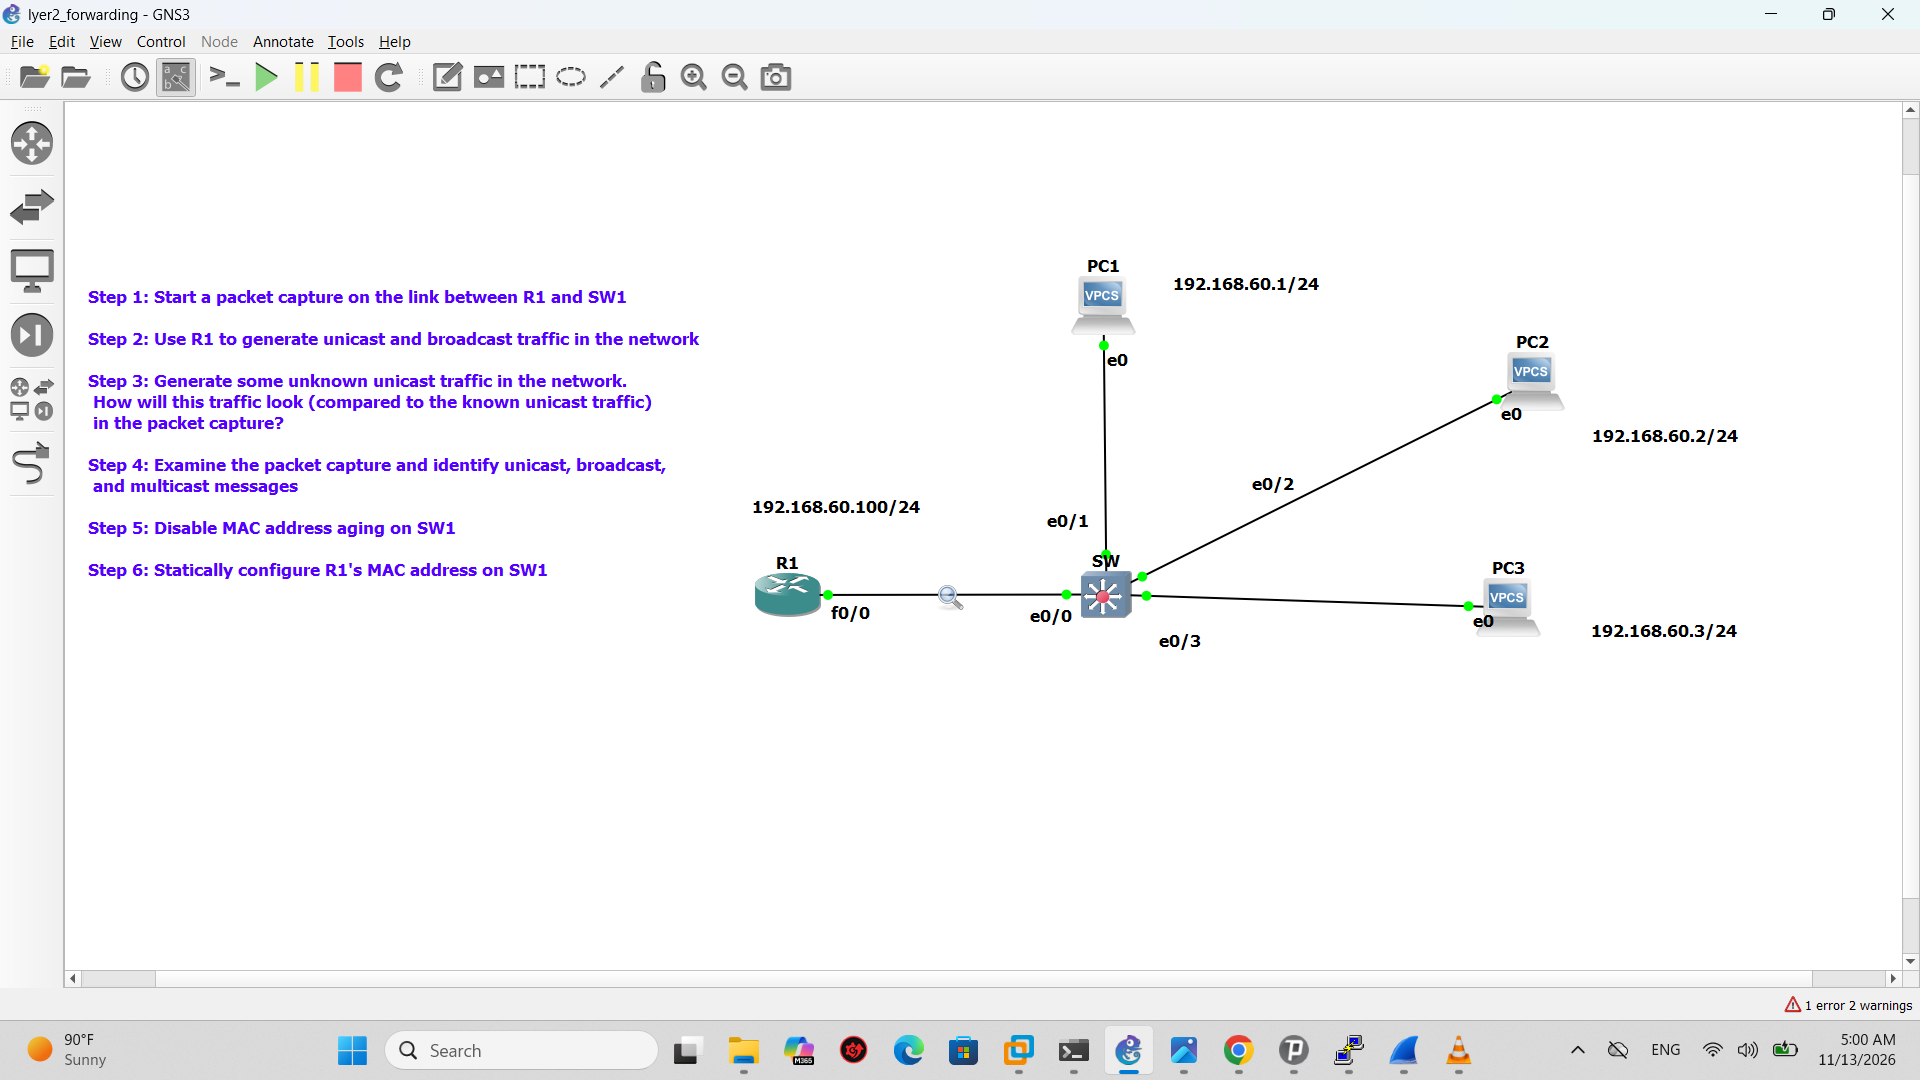 lyer2_forwarding - GNS3
File Edit View Control Node Annotate Tools Help
Step 1: Start a packet capture on the link between R1 and SW1
Step 2: Use R1 to generate unicast and broadcast traffic in the network
Step 3: Generate some unknown unicast traffic in the network.
How will this traffic look (compared to the known unicast traffic)
in the packet capture?
Step 4: Examine the packet capture and identify unicast, broadcast,
and multicast messages
Step 5: Disable MAC address aging on SW1
Step 6: Statically configure R1's MAC address on SW1
PC1
192.168.60.1/24
VPCS
e0
PC2
VPCS
e0
192.168.60.2/24
e0/2
192.168.60.100/24
e0/1
R1
SW
f0/0
e0/0
e0/3
PC3
VPCS
e0
192.168.60.3/24
1 error 2 warnings
90°F
Sunny
Search
M365
ENG
5:00 AM
11/13/2026